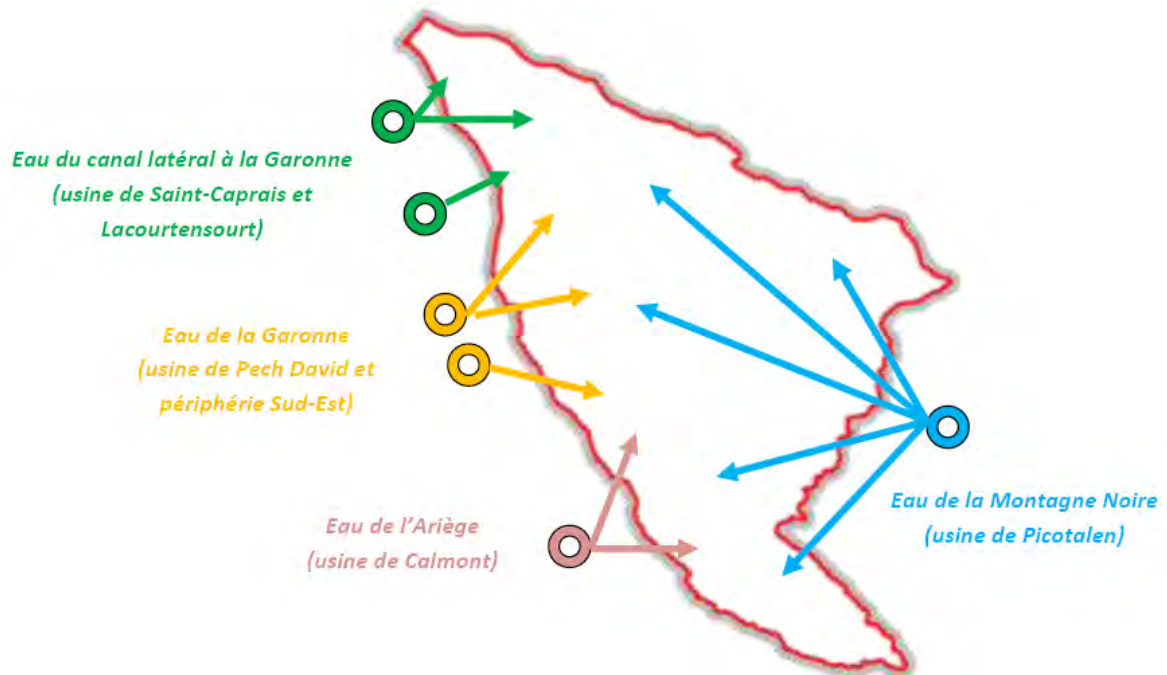 Eau du canal latéral à la Garonne
(usine de Saint-Caprais et
Lacourtensourt)
Eau de la Garonne
(usine de Pech David et
périphérie Sud-Est)
Eau de l'Ariège
(usine de Calmont)
Eau de la Montagne Noire
(usine de Picotalen)